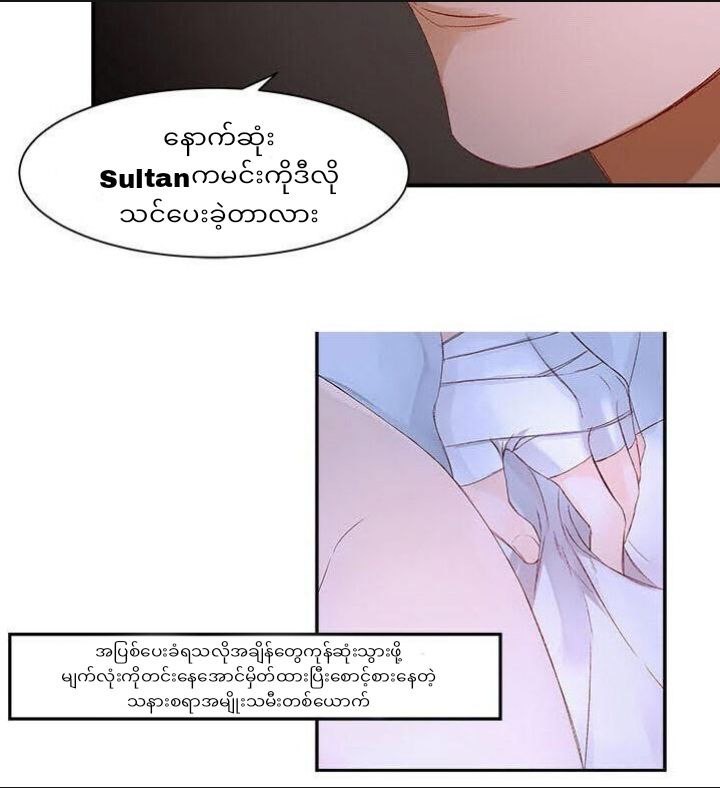 နောက်ဆုံး
Sultanကမင်းကိုဒီလို
သင်ပေးခဲ့တာလား
အပြစ်ပေးခံရသလိုအချိန်တွေကုန်ဆုံးသွားဖို့
မျက်လုံးကိုတင်းနေအောင်မှိတ်ထားပြီးစောင့်စားနေတဲ့
သနားစရာအမျိုးသမီးတစ်ယောက်